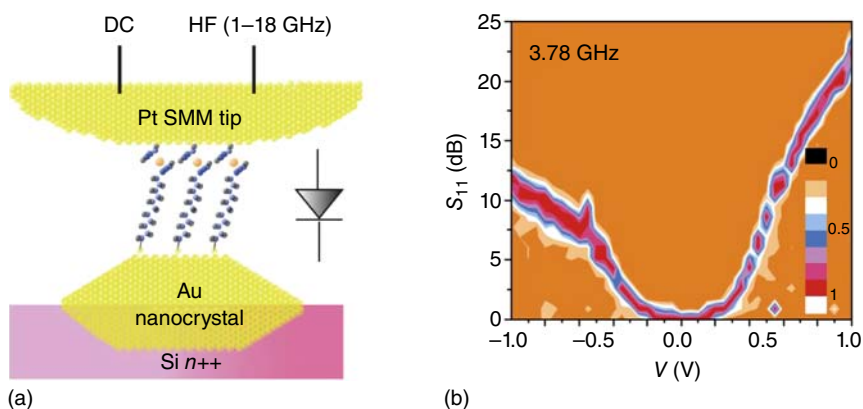 DC HF (1–18 GHz)
Pt SMM tip
Au
nanocrystal
Si n++
(a)
25
20
15
10
5
0
S11 (dB)
3.78 GHz
0
0.5
1
–1.0 –0.5 0.0 0.5 1.0
V (V)
(b)